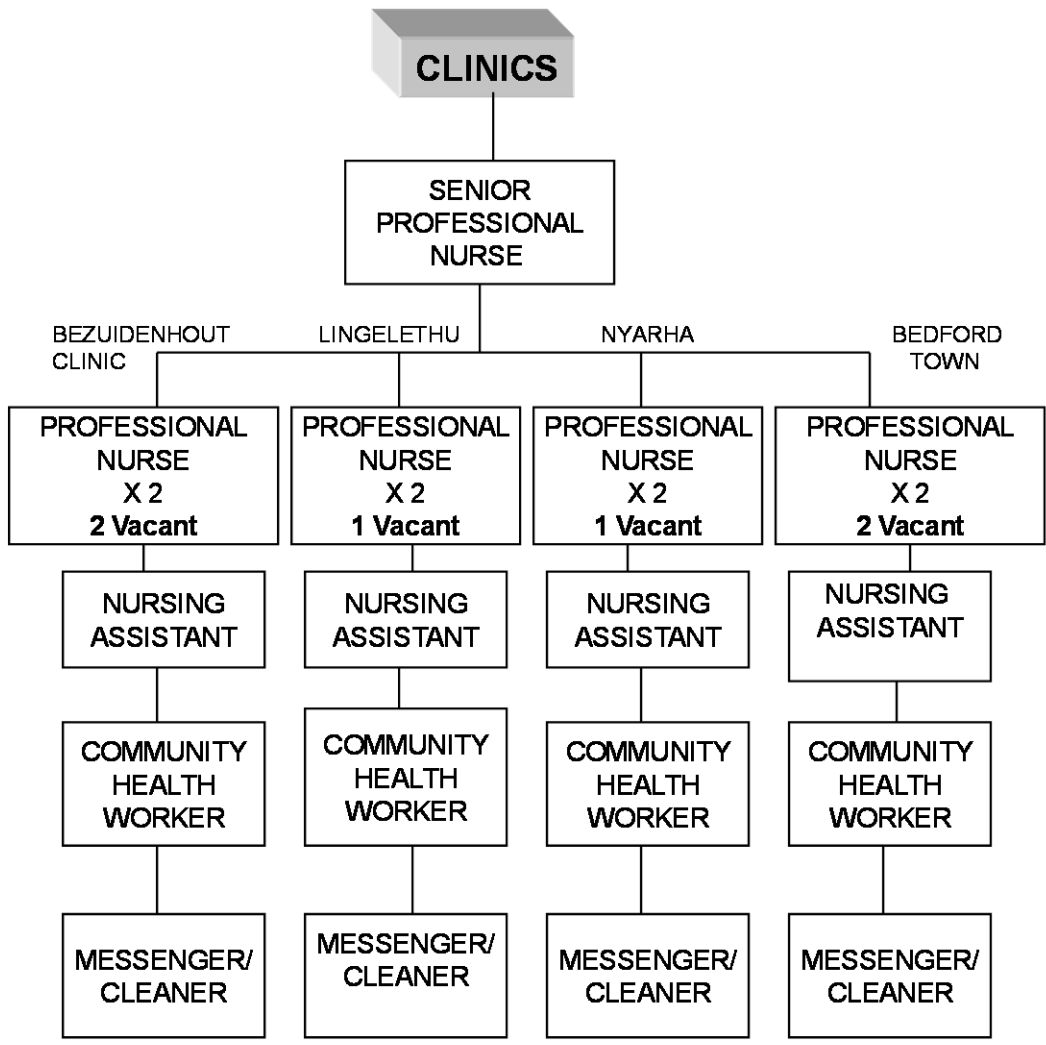 CLINICS
SENIOR
PROFESSIONAL
NURSE
BEZUIDENHOUT
CLINIC
LINGELETHU
NYARHA
BEDFORD
TOWN
PROFESSIONAL
NURSE
X 2
2 Vacant
PROFESSIONAL
NURSE
X 2
1 Vacant
PROFESSIONAL
NURSE
X 2
1 Vacant
PROFESSIONAL
NURSE
X 2
2 Vacant
NURSING
ASSISTANT
NURSING
ASSISTANT
NURSING
ASSISTANT
NURSING
ASSISTANT
COMMUNITY
HEALTH
WORKER
COMMUNITY
HEALTH
WORKER
COMMUNITY
HEALTH
WORKER
COMMUNITY
HEALTH
WORKER
MESSENGER/
CLEANER
MESSENGER/
CLEANER
MESSENGER/
CLEANER
MESSENGER/
CLEANER